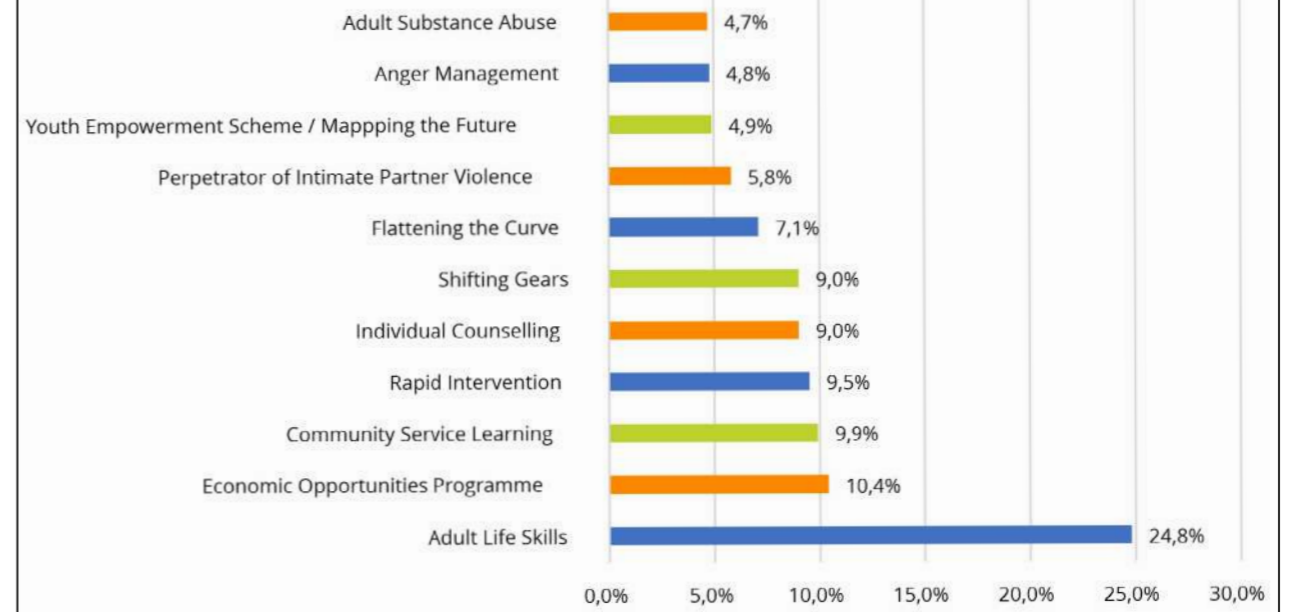 Adult Substance Abuse 4,7%
Anger Management 4,8%
Youth Empowerment Scheme / Mappping the Future 4,9%
Perpetrator of Intimate Partner Violence 5,8%
Flattening the Curve 7,1%
Shifting Gears 9,0%
Individual Counselling 9,0%
Rapid Intervention 9,5%
Community Service Learning 9,9%
Economic Opportunities Programme 10,4%
Adult Life Skills 24,8%
0,0% 5,0% 10,0% 15,0% 20,0% 25,0% 30,0%